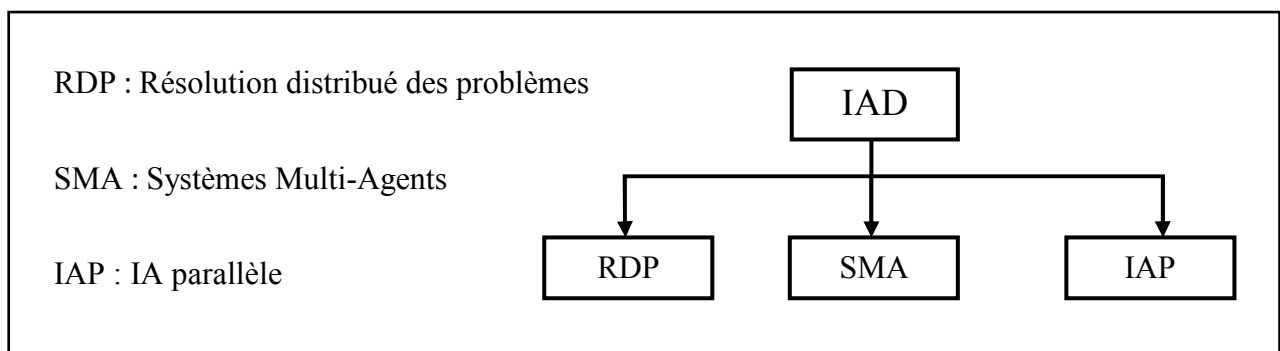 RDP : Résolution distribué des problèmes
IAD
SMA : Systèmes Multi-Agents
RDP
SMA
IAP
IAP : IA parallèle